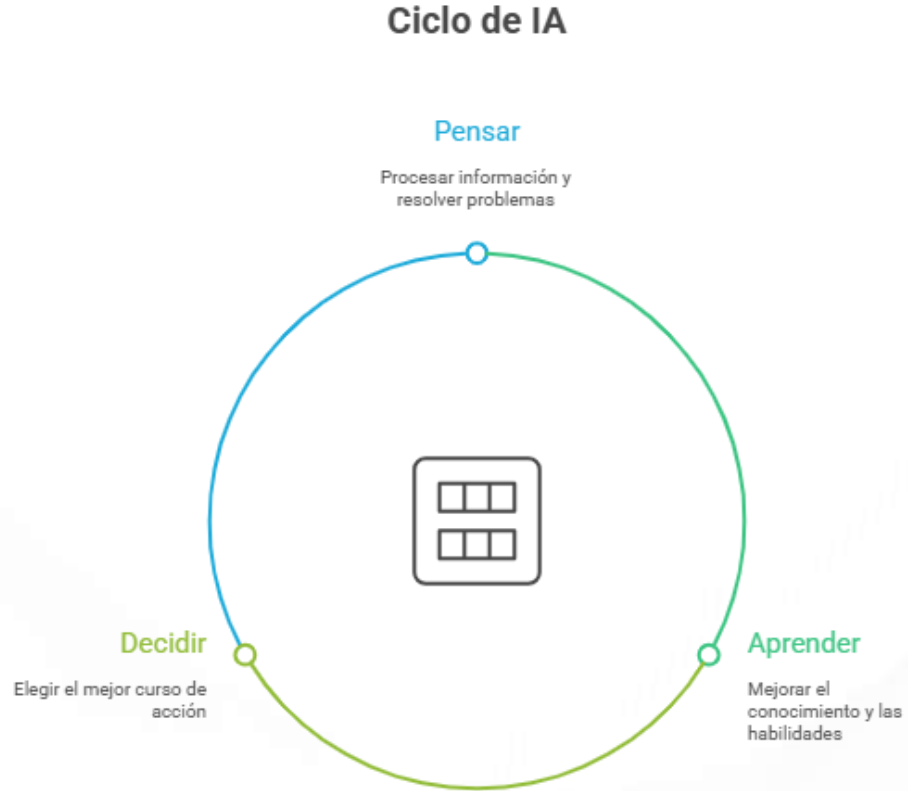 Ciclo de IA
Pensar
Procesar información y
resolver problemas
Decidir
Elegir el mejor curso de
acción
Aprender
Mejorar el
conocimiento y las
habilidades